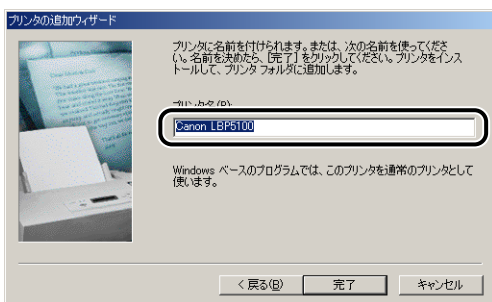 プリンタの追加ウィザード
プリンタに名前を付けられます。または、次の名前を使ってくださ
い。名前を決めたら、[完了] をクリックしてください。プリンタをインス
トールして、プリンタ フォルダに追加します。
プリンタ名(P):
Canon LBP5100
Windows ベースのプログラムでは、このプリンタを通常のプリンタとして
使います。
< 戻る(B)
完了
キャンセル